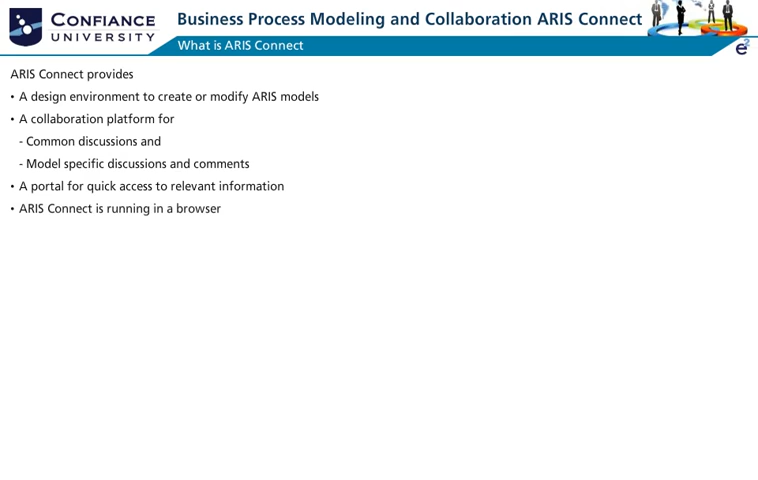 CONFIANCE
UNIVERSITY
Business Process Modeling and Collaboration ARIS Connect
What is ARIS Connect
e²
ARIS Connect provides
• A design environment to create or modify ARIS models
• A collaboration platform for
- Common discussions and
- Model specific discussions and comments
• A portal for quick access to relevant information
• ARIS Connect is running in a browser